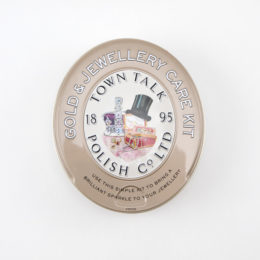 GOLD & JEWELLERY CARE KIT
TOWN TALK
18 95
POLISH Co LTD
USE THIS SIMPLE KIT TO BRING A
BRILLIANT SPARKLE TO YOUR JEWELLERY